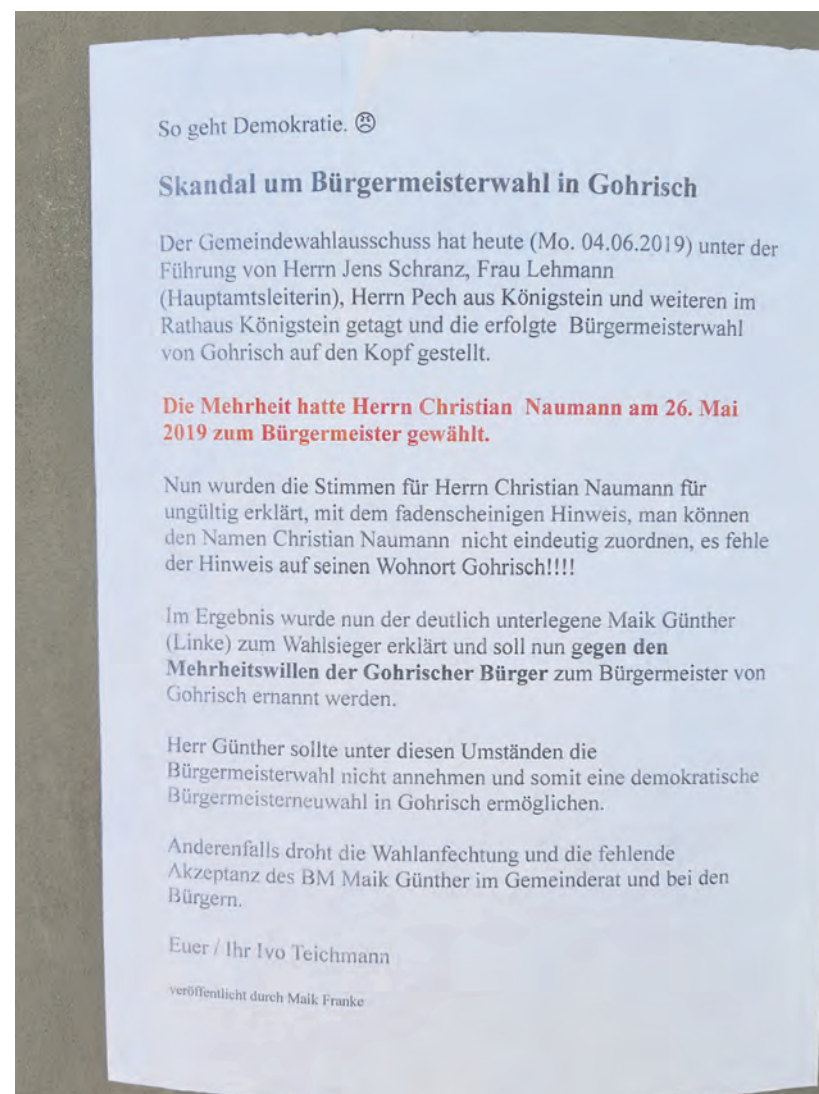 So geht Demokratie. 😠
Skandal um Bürgermeisterwahl in Gohrisch
Der Gemeindewahlausschuss hat heute (Mo. 04.06.2019) unter der
Führung von Herrn Jens Schranz, Frau Lehmann
(Hauptamtsleiterin), Herrn Pech aus Königstein und weiteren im
Rathaus Königstein getagt und die erfolgte Bürgermeisterwahl
von Gohrisch auf den Kopf gestellt.
Die Mehrheit hatte Herrn Christian Naumann am 26. Mai
2019 zum Bürgermeister gewählt.
Nun wurden die Stimmen für Herrn Christian Naumann für
ungültig erklärt, mit dem fadenscheinigen Hinweis, man können
den Namen Christian Naumann nicht eindeutig zuordnen, es fehle
der Hinweis auf seinen Wohnort Gohrisch!!!!
Im Ergebnis wurde nun der deutlich unterlegene Maik Günther
(Linke) zum Wahlsieger erklärt und soll nun gegen den
Mehrheitswillen der Gohrischer Bürger zum Bürgermeister von
Gohrisch ernannt werden.
Herr Günther sollte unter diesen Umständen die
Bürgermeisterwahl nicht annehmen und somit eine demokratische
Bürgermeisterneuwahl in Gohrisch ermöglichen.
Anderenfalls droht die Wahlanfechtung und die fehlende
Akzeptanz des BM Maik Günther im Gemeinderat und bei den
Bürgern.
Euer / Ihr Ivo Teichmann
veröffentlicht durch Maik Franke